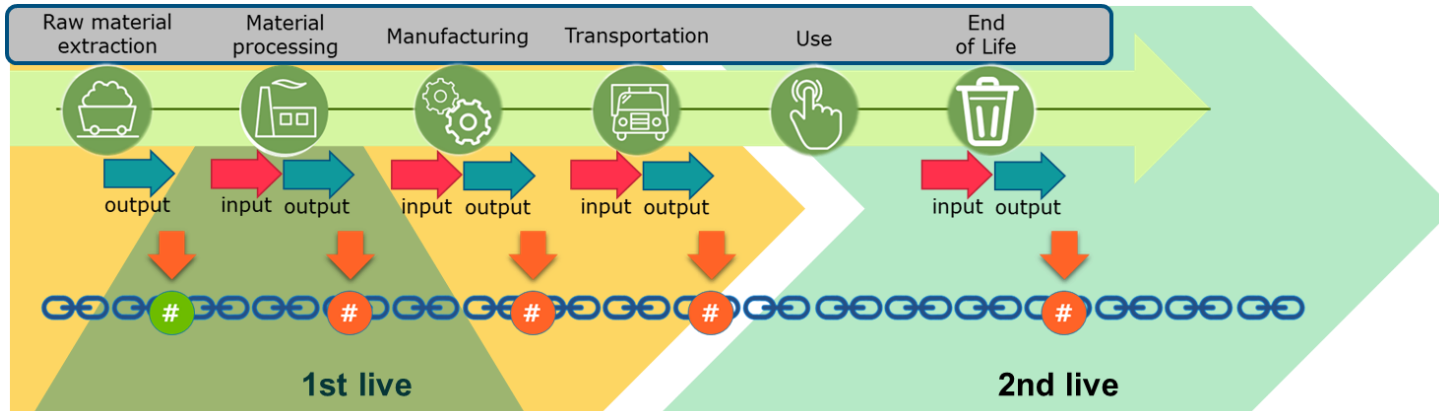 Raw material
extraction
Material
processing
Manufacturing
Transportation
Use
End
of Life
output
input
output
input
output
input
output
input
output
#
#
#
#
#
1st live
2nd live